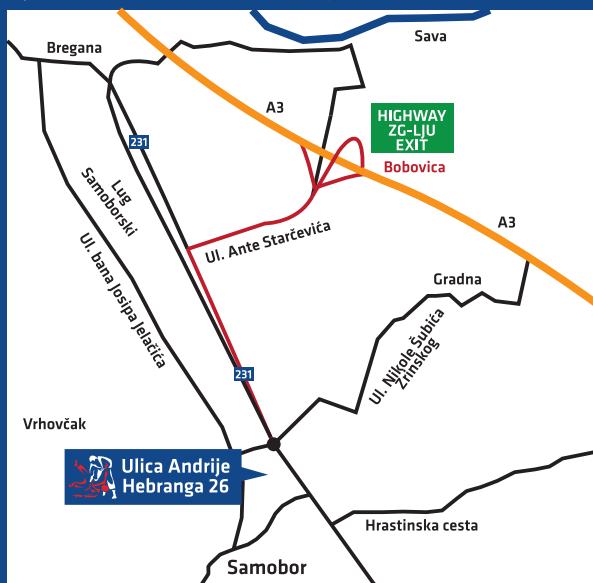 Sava
Bregana
A3
HIGHWAY
ZG-LJU
EXIT
231
Bobovica
Lug
Samoborski
A3
Ul. Ante Starčevića
Ul. bana Josipa Jelačića
Gradna
Ul. Nikole Šubića
Zrinskog
231
Vrhovčak
Ulica Andrije
Hebranga 26
Hrastinska cesta
Samobor